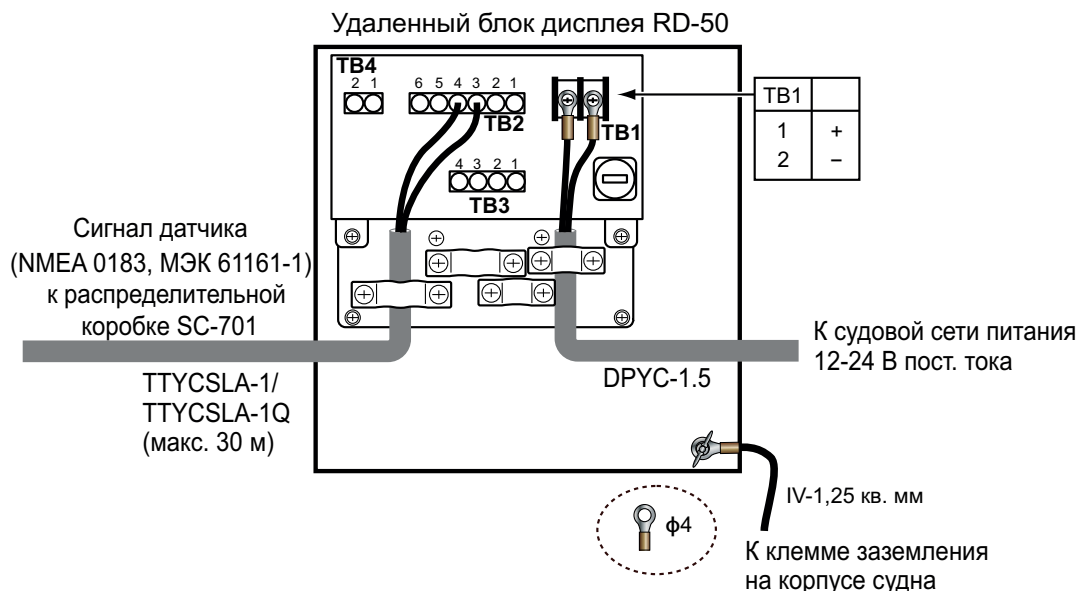 Удаленный блок дисплея RD-50
TB4
2 1
6 5 4 3 2 1
TB2
TB1
4 3 2 1
TB3
TB1
1 +
2 −
Сигнал датчика
(NMEA 0183, МЭК 61161-1)
к распределительной
коробке SC-701
TTYCSLA-1/
TTYCSLA-1Q
(макс. 30 м)
DPYC-1.5
К судовой сети питания
12-24 В пост. тока
IV-1,25 кв. мм
ϕ4
К клемме заземления
на корпусе судна